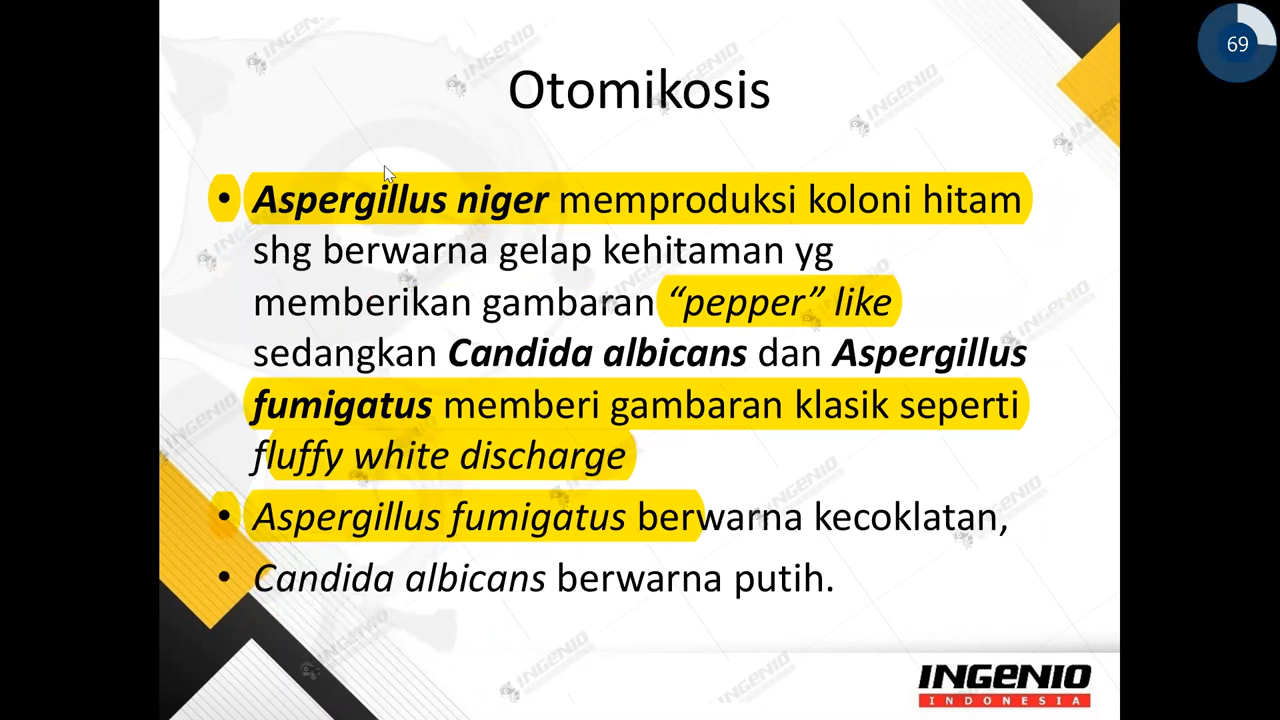 69
Otomikosis
• Aspergillus niger memproduksi koloni hitam
shg berwarna gelap kehitaman yg
memberikan gambaran “pepper” like
sedangkan Candida albicans dan Aspergillus
fumigatus memberi gambaran klasik seperti
fluffy white discharge
• Aspergillus fumigatus berwarna kecoklatan,
• Candida albicans berwarna putih.
INGENIO
INDONESIA